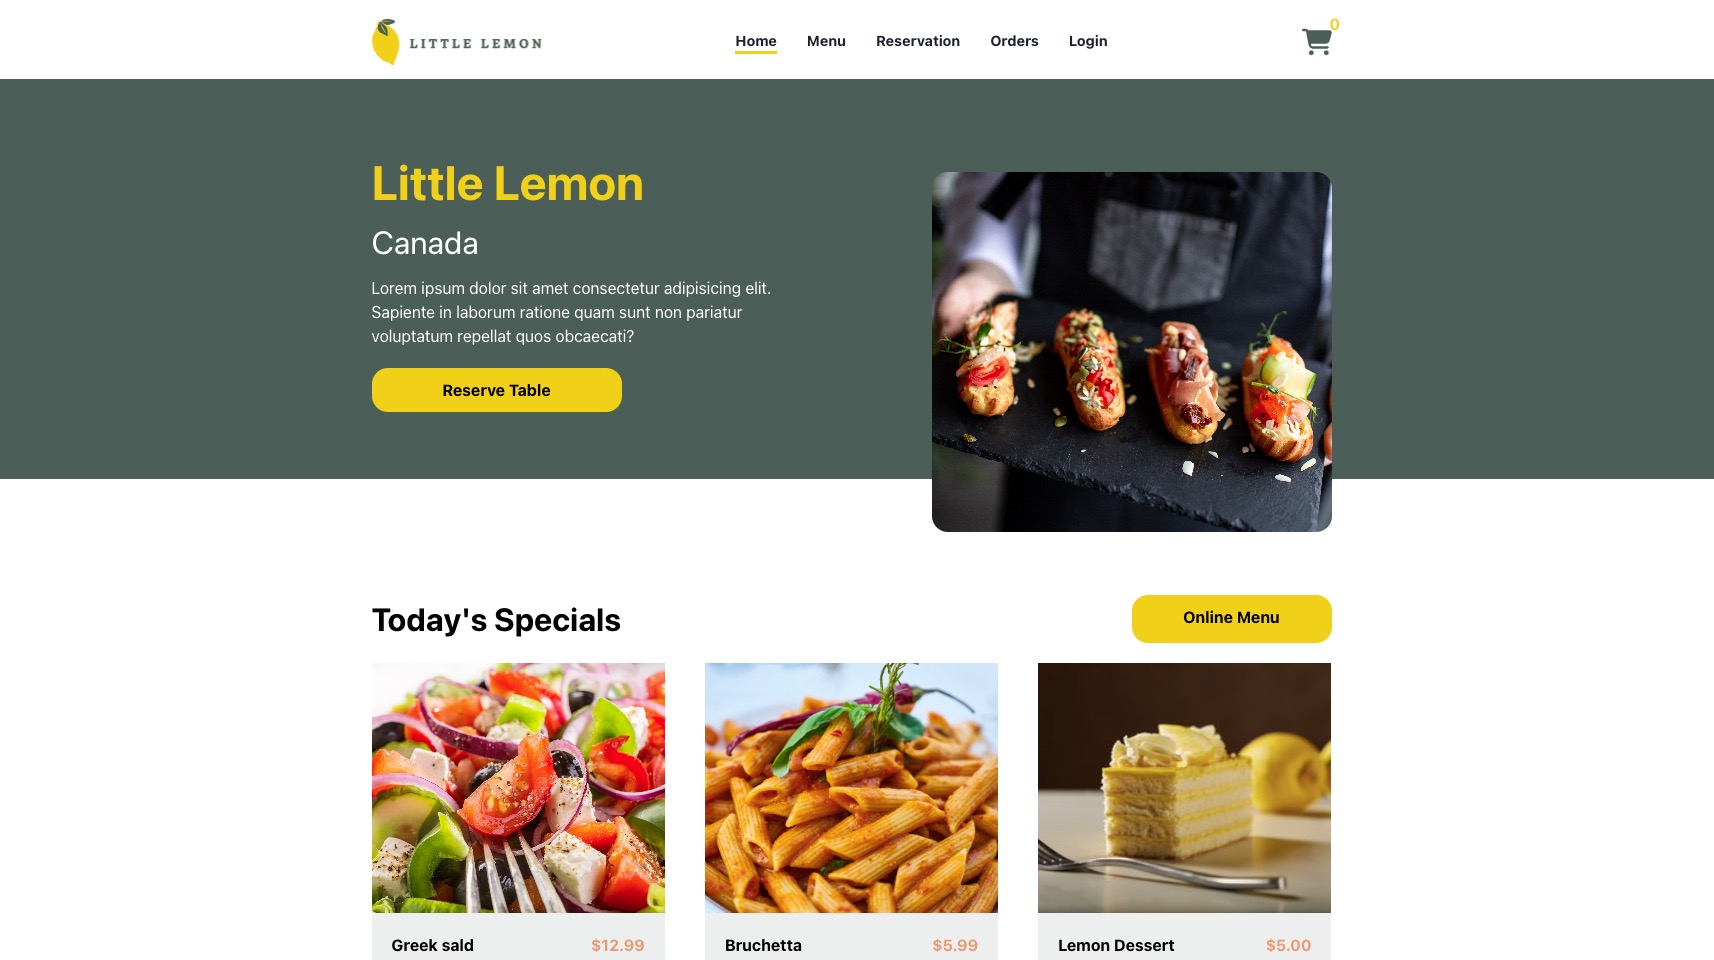 LITTLE LEMON
Home Menu Reservation Orders Login
0
Little Lemon
Canada
Lorem ipsum dolor sit amet consectetur adipisicing elit.
Sapiente in laborum ratione quam sunt non pariatur
voluptatum repellat quos obcaecati?
Reserve Table
Today's Specials
Online Menu
Greek sald $12.99
Bruchetta $5.99
Lemon Dessert $5.00